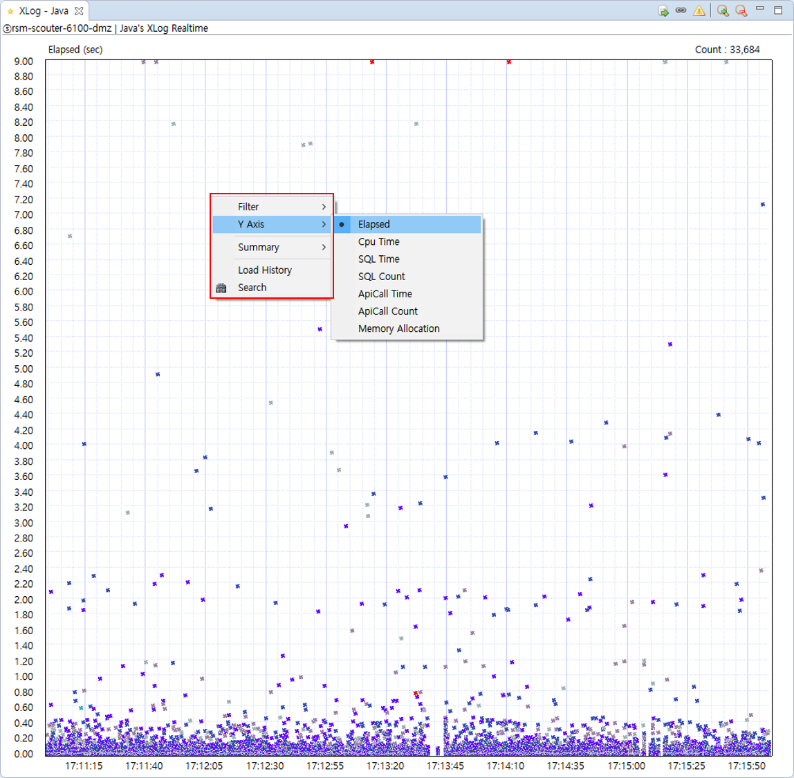 XLog - Java
ⓢrsm-scouter-6100-dmz | Java's XLog Realtime
Elapsed (sec)
Count : 33,684
9.00
8.80
8.60
8.40
8.20
8.00
7.80
7.60
7.40
7.20
7.00
6.80
6.60
6.40
6.20
6.00
5.80
5.60
5.40
5.20
5.00
4.80
4.60
4.40
4.20
4.00
3.80
3.60
3.40
3.20
3.00
2.80
2.60
2.40
2.20
2.00
1.80
1.60
1.40
1.20
1.00
0.80
0.60
0.40
0.20
0.00
Filter
Y Axis
Summary
Load History
Search
Elapsed
Cpu Time
SQL Time
SQL Count
ApiCall Time
ApiCall Count
Memory Allocation
17:11:15 17:11:40 17:12:05 17:12:30 17:12:55 17:13:20 17:13:45 17:14:10 17:14:35 17:15:00 17:15:25 17:15:50